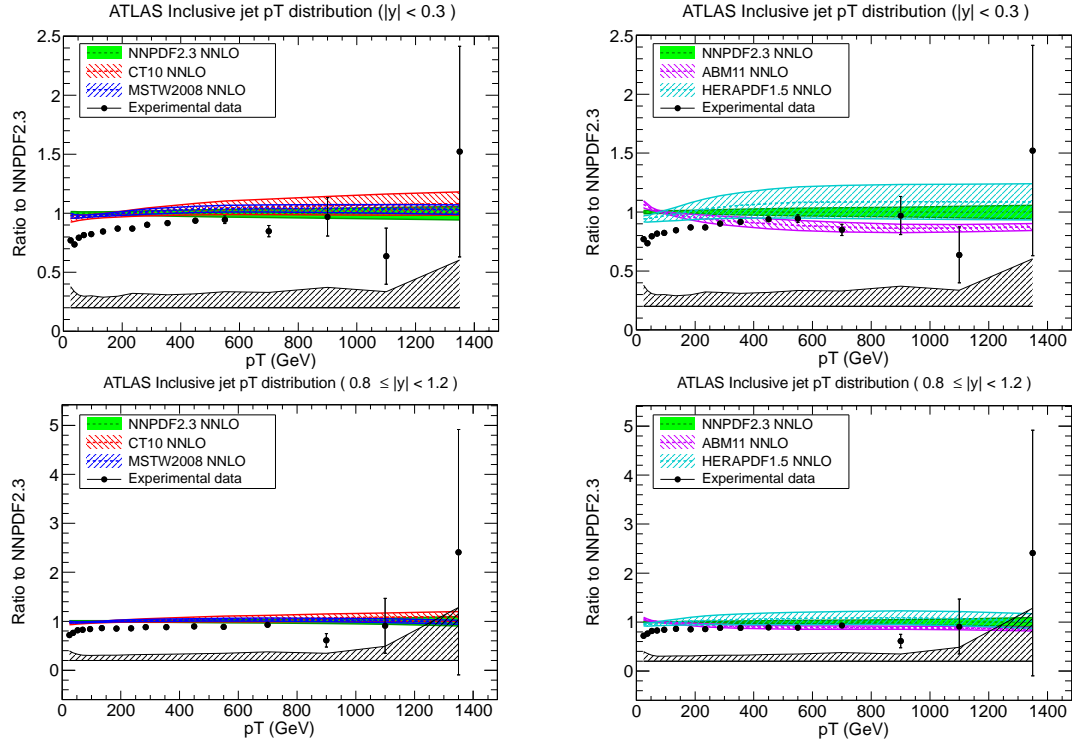 ATLAS Inclusive jet pT distribution (|y| < 0.3)
Ratio to NNPDF2.3
2.5
2
1.5
1
0.5
0
NNPDF2.3 NNLO
CT10 NNLO
MSTW2008 NNLO
Experimental data
0 200 400 600 800 1000 1200 1400
pT (GeV)
ATLAS Inclusive jet pT distribution (|y| < 0.3)
Ratio to NNPDF2.3
2.5
2
1.5
1
0.5
0
NNPDF2.3 NNLO
ABM11 NNLO
HERAPDF1.5 NNLO
Experimental data
0 200 400 600 800 1000 1200 1400
pT (GeV)
ATLAS Inclusive jet pT distribution ( 0.8 ≤ |y| < 1.2 )
Ratio to NNPDF2.3
5
4
3
2
1
0
NNPDF2.3 NNLO
CT10 NNLO
MSTW2008 NNLO
Experimental data
0 200 400 600 800 1000 1200 1400
pT (GeV)
ATLAS Inclusive jet pT distribution ( 0.8 ≤ |y| < 1.2 )
Ratio to NNPDF2.3
5
4
3
2
1
0
NNPDF2.3 NNLO
ABM11 NNLO
HERAPDF1.5 NNLO
Experimental data
0 200 400 600 800 1000 1200 1400
pT (GeV)